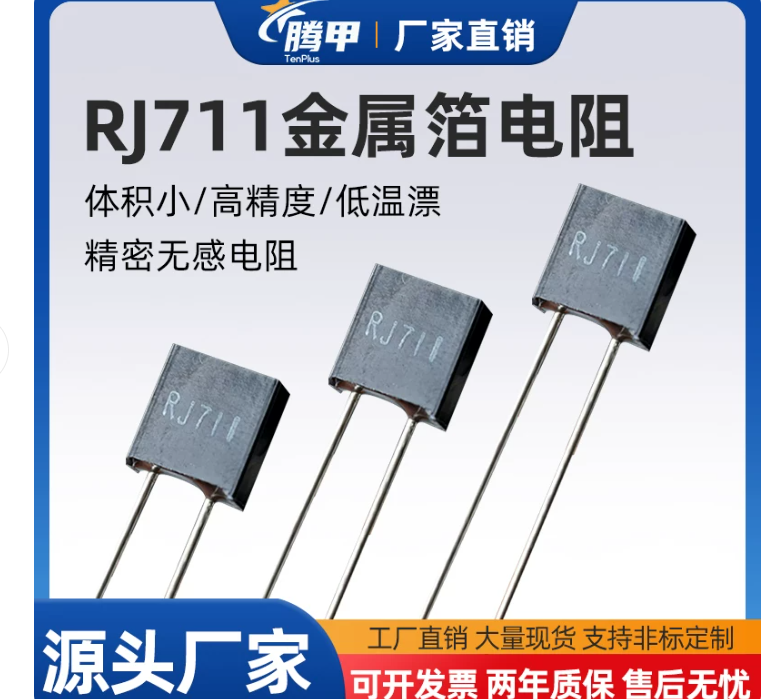 腾甲 | 厂家直销
TenPlus
RJ711金属箔电阻
体积小/高精度/低温漂
精密无感电阻
RJ711
RJ711
RJ711
源头厂家
工厂直销 大量现货 支持非标定制
可开发票 两年质保 售后无忧